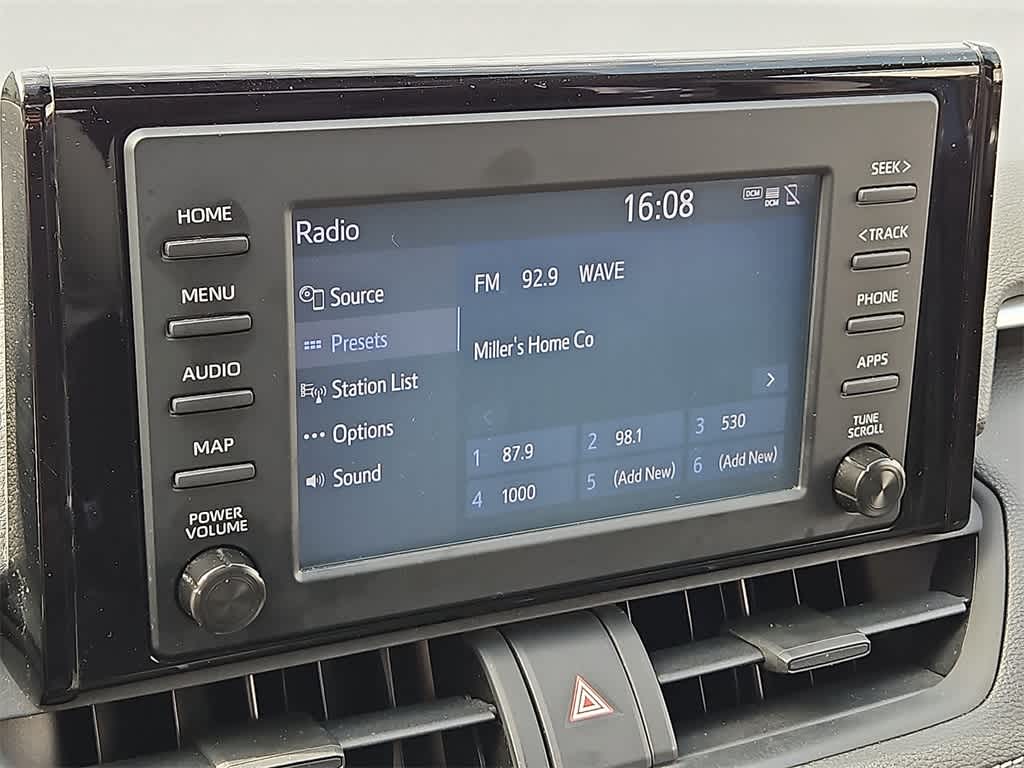 HOME
MENU
AUDIO
MAP
POWER
VOLUME
Radio
16:08
DCM
DCM
Source
Presets
Station List
Options
Sound
FM 92.9 WAVE
Miller's Home Co
1 87.9
2 98.1
3 530
4 1000
5 (Add New)
6 (Add New)
SEEK>
<TRACK
PHONE
APPS
TUNE
SCROLL